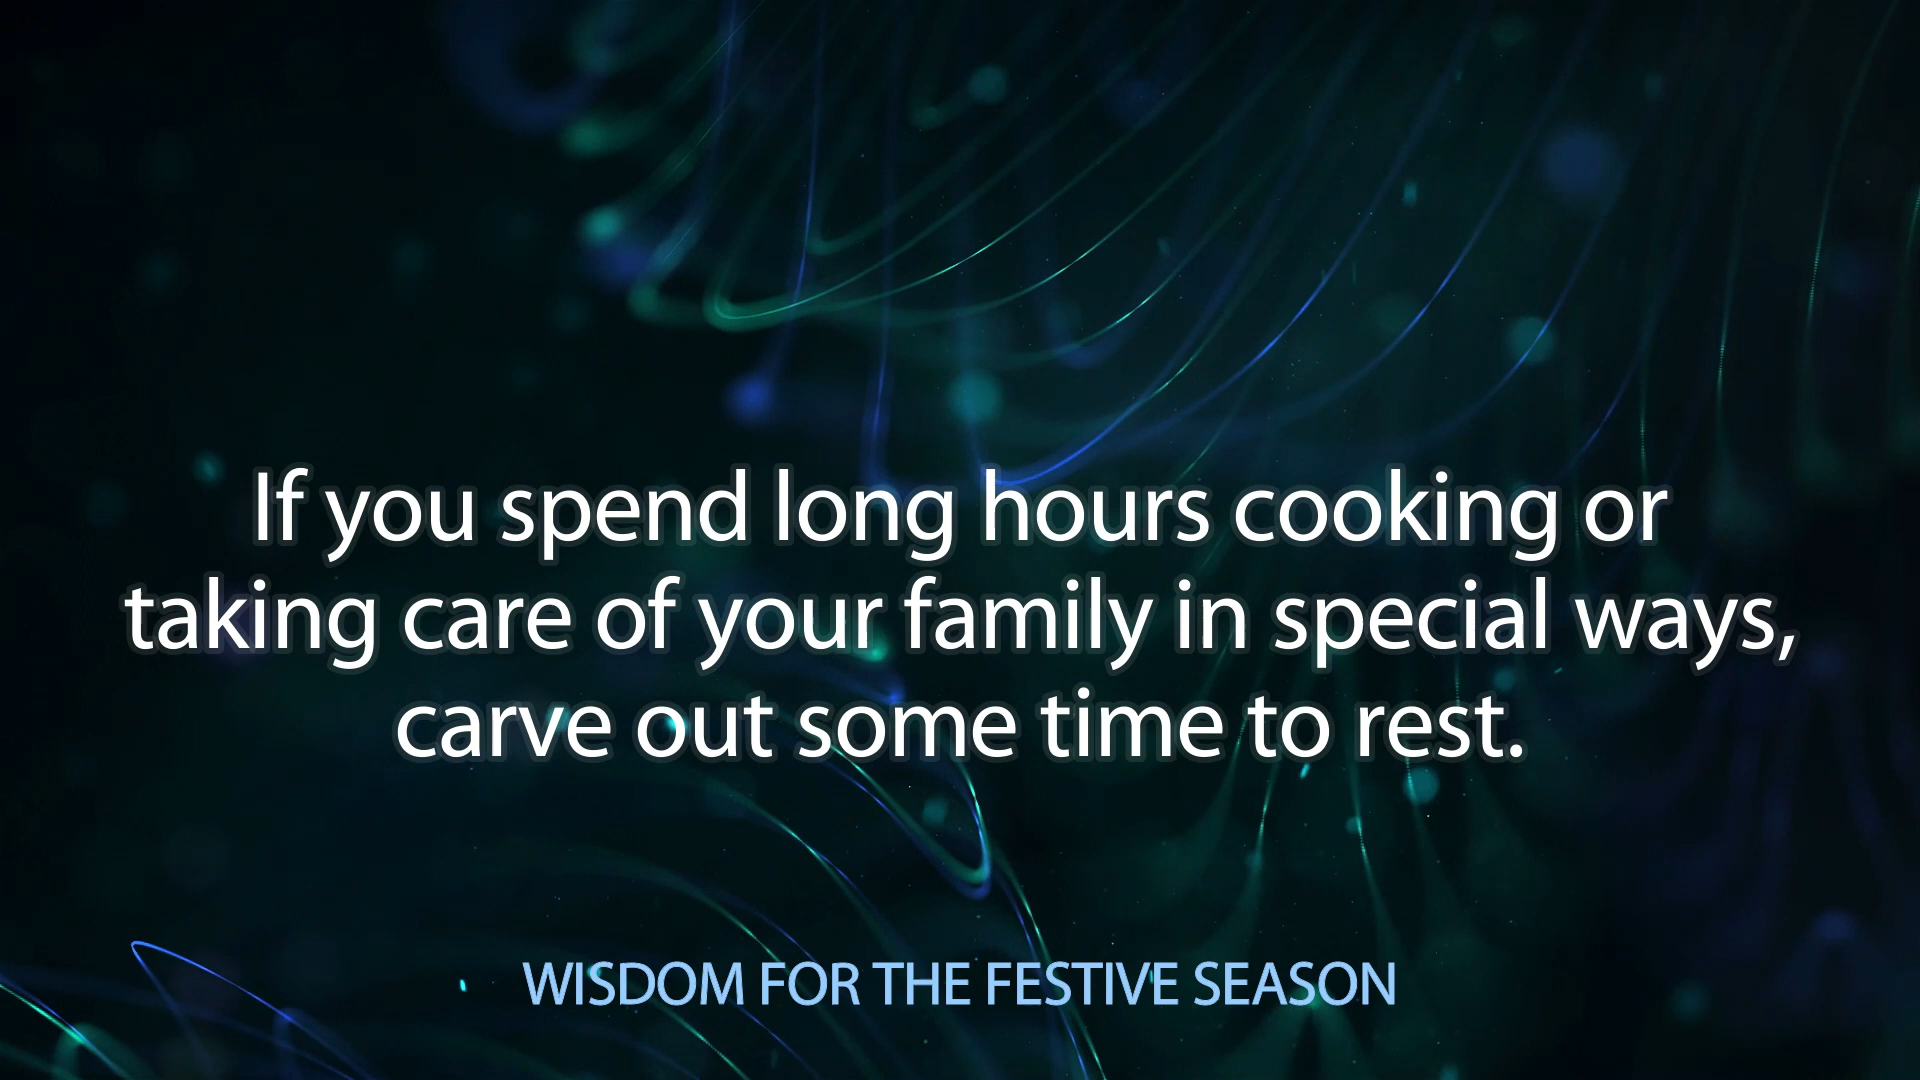 If you spend long hours cooking or
taking care of your family in special ways,
carve out some time to rest.
WISDOM FOR THE FESTIVE SEASON